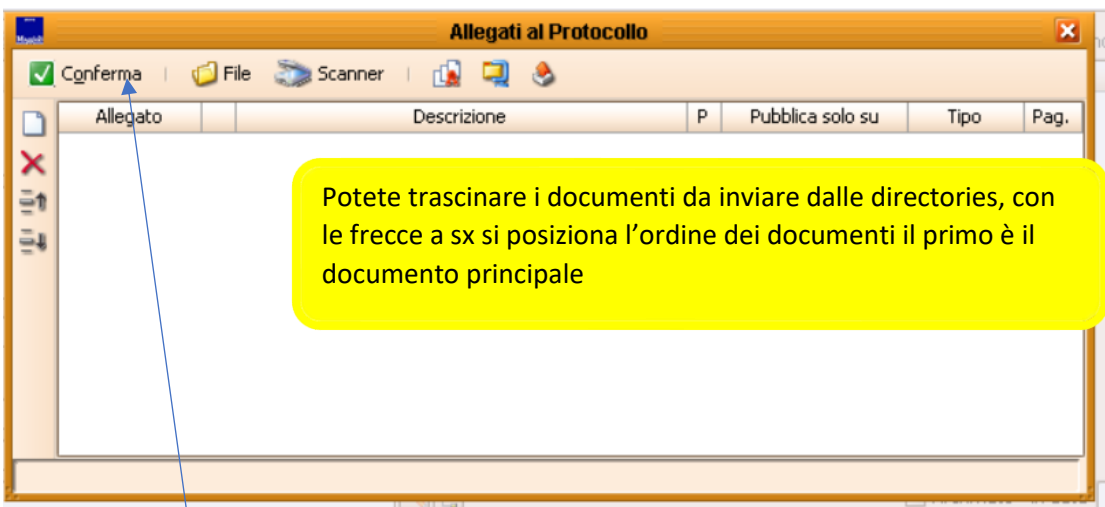 Allegati al Protocollo
Conferma File Scanner
Allegato Descrizione P Pubblica solo su Tipo Pag.
Potete trascinare i documenti da inviare dalle directories, con
le frecce a sx si posiziona l’ordine dei documenti il primo è il
documento principale